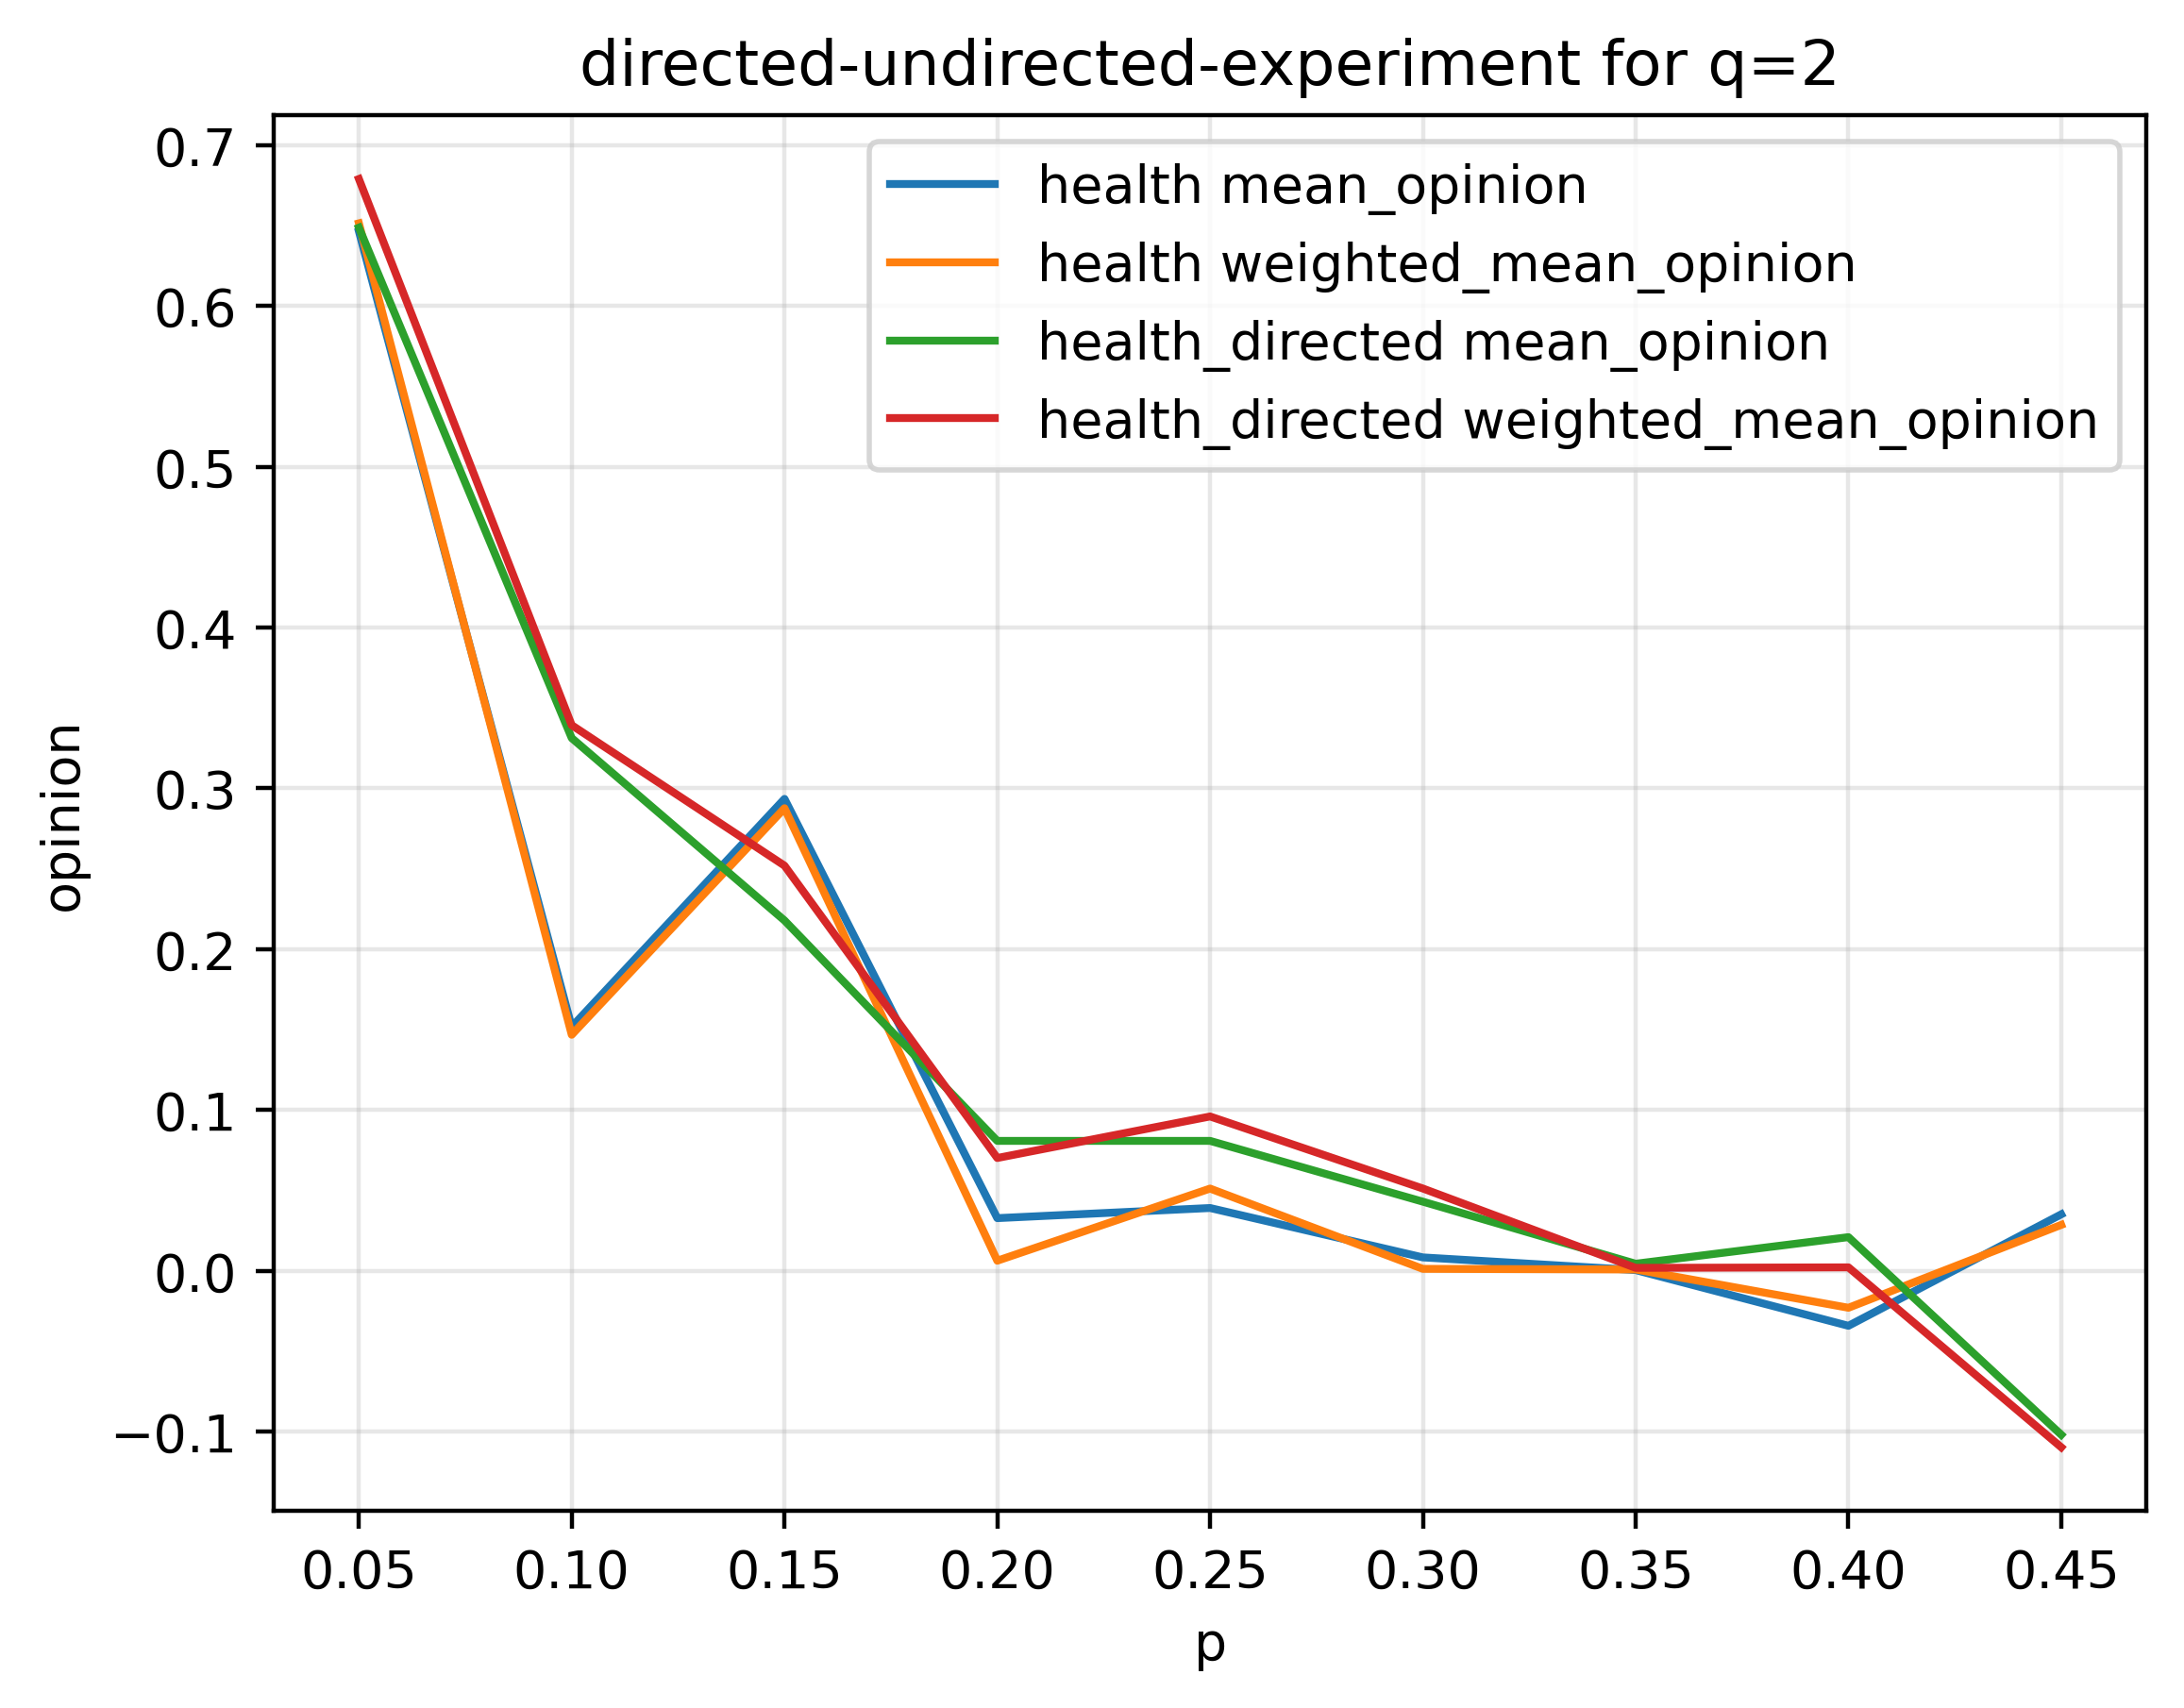 directed-undirected-experiment for q=2
health mean_opinion
health weighted_mean_opinion
health_directed mean_opinion
health_directed weighted_mean_opinion
opinion
0.7
0.6
0.5
0.4
0.3
0.2
0.1
0.0
−0.1
0.05 0.10 0.15 0.20 0.25 0.30 0.35 0.40 0.45
p